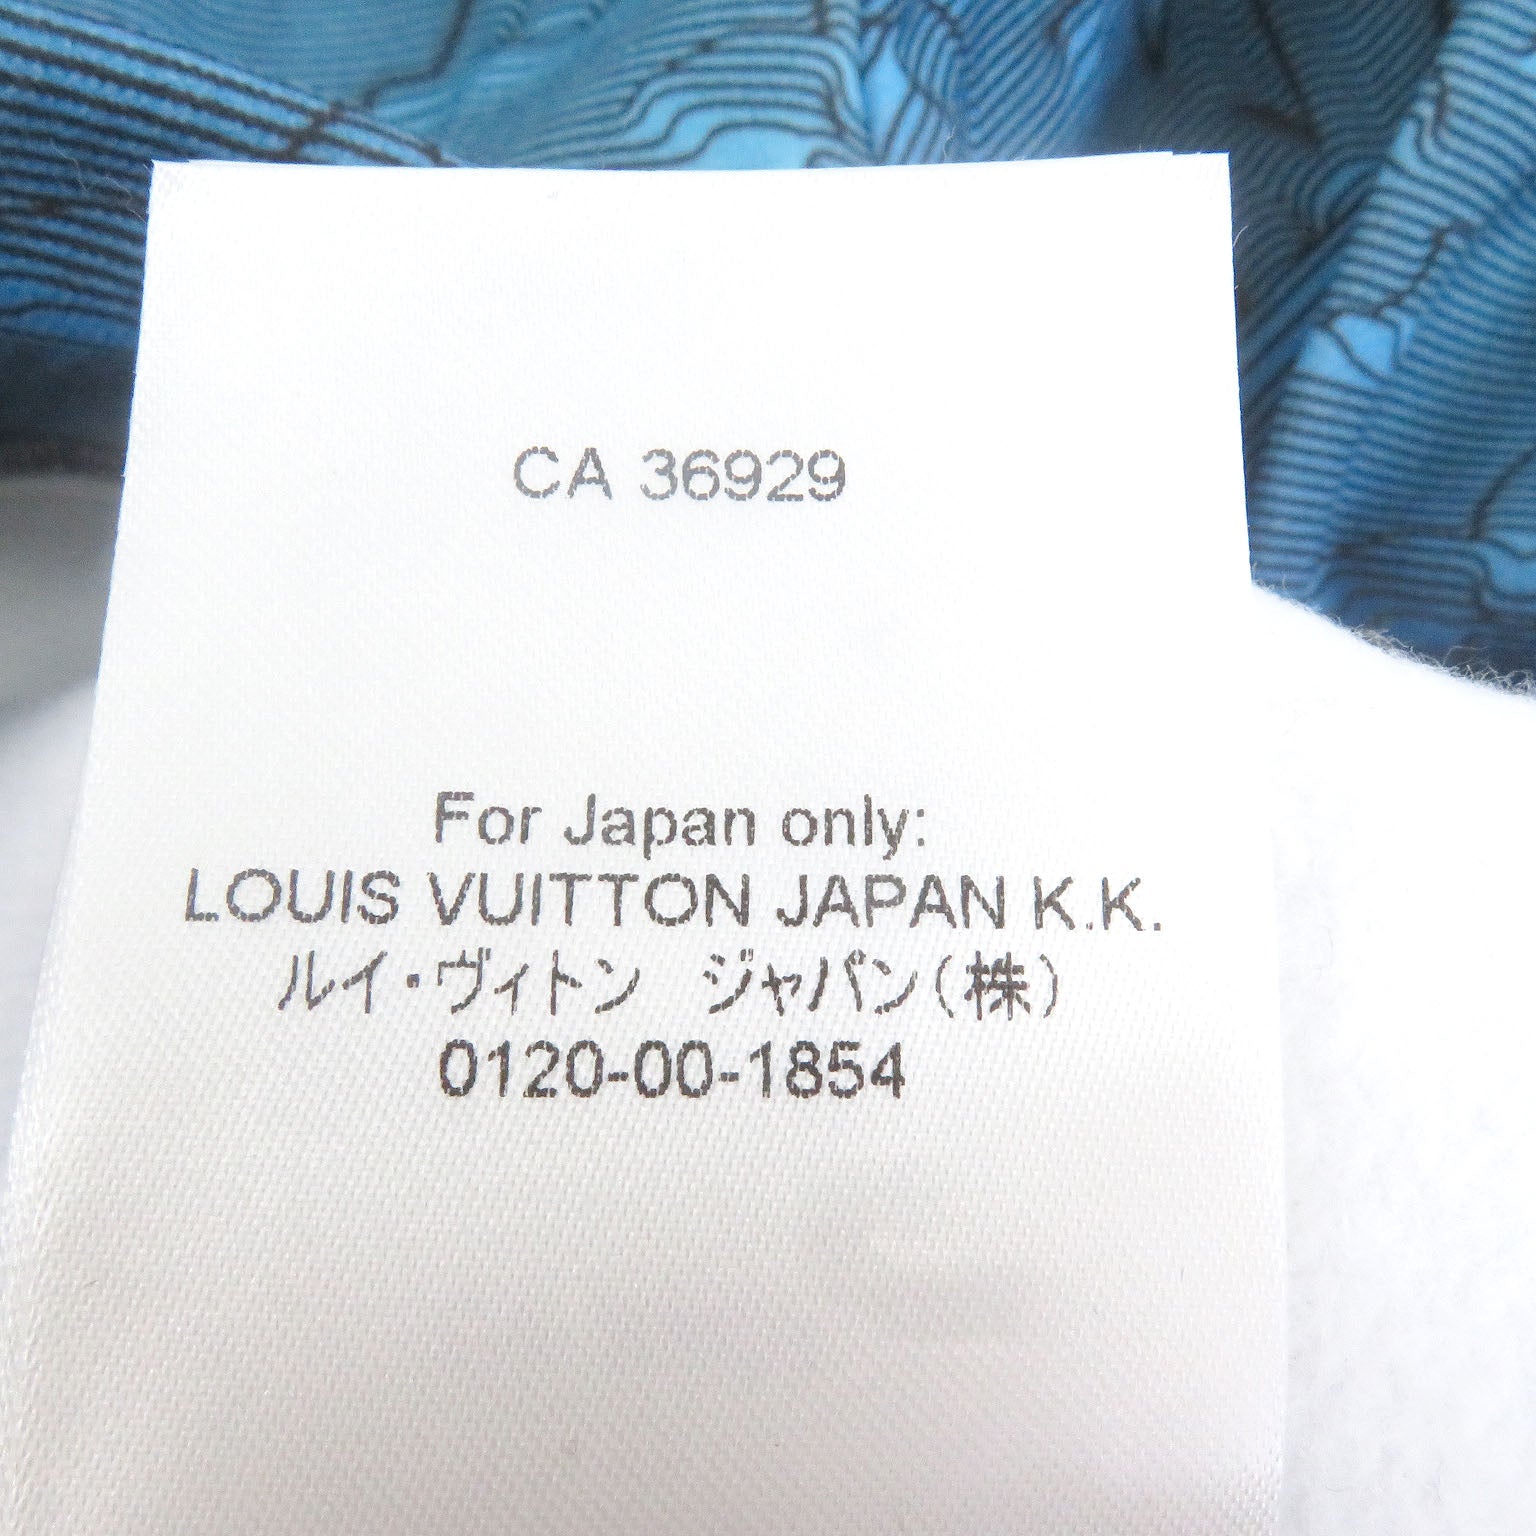 CA 36929
For Japan only:
LOUIS VUITTON JAPAN K.K.
ルイ・ヴィトン　ジャパン(株)
0120-00-1854